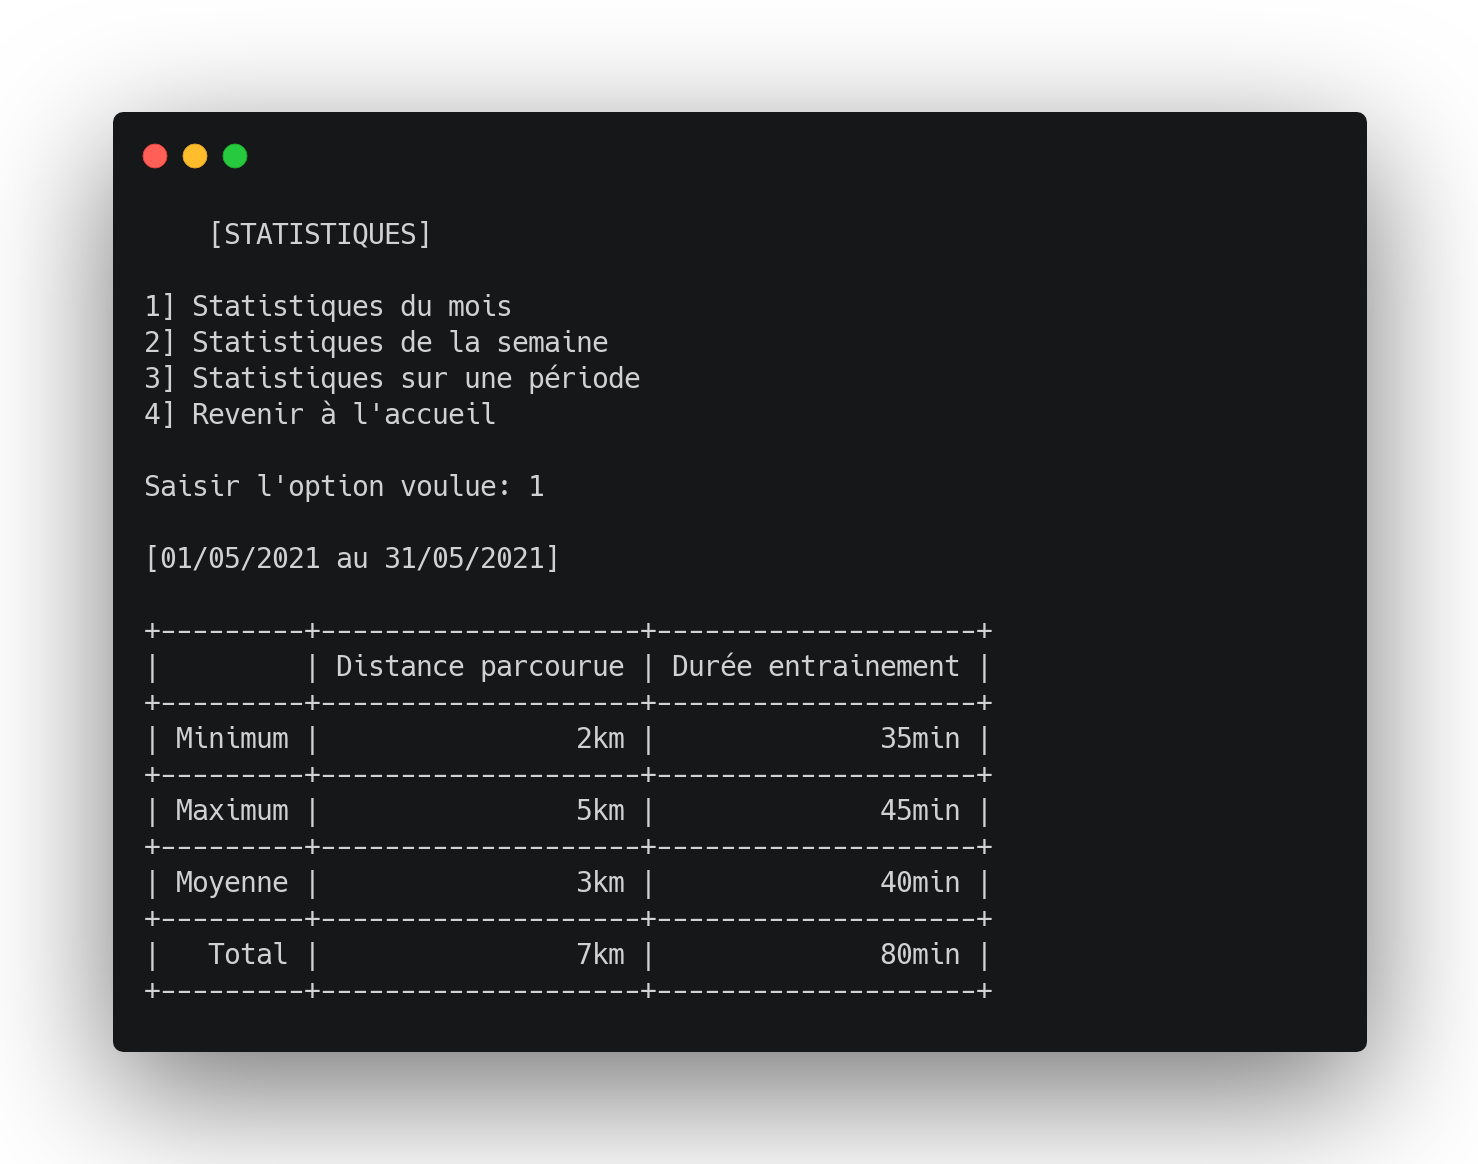 [STATISTIQUES]
1] Statistiques du mois
2] Statistiques de la semaine
3] Statistiques sur une période
4] Revenir à l'accueil
Saisir l'option voulue: 1
[01/05/2021 au 31/05/2021]
+---------+--------------------+--------------------+
|         | Distance parcourue | Durée entrainement |
+---------+--------------------+--------------------+
| Minimum |                2km |              35min |
+---------+--------------------+--------------------+
| Maximum |                5km |              45min |
+---------+--------------------+--------------------+
| Moyenne |                3km |              40min |
+---------+--------------------+--------------------+
|   Total |                7km |              80min |
+---------+--------------------+--------------------+